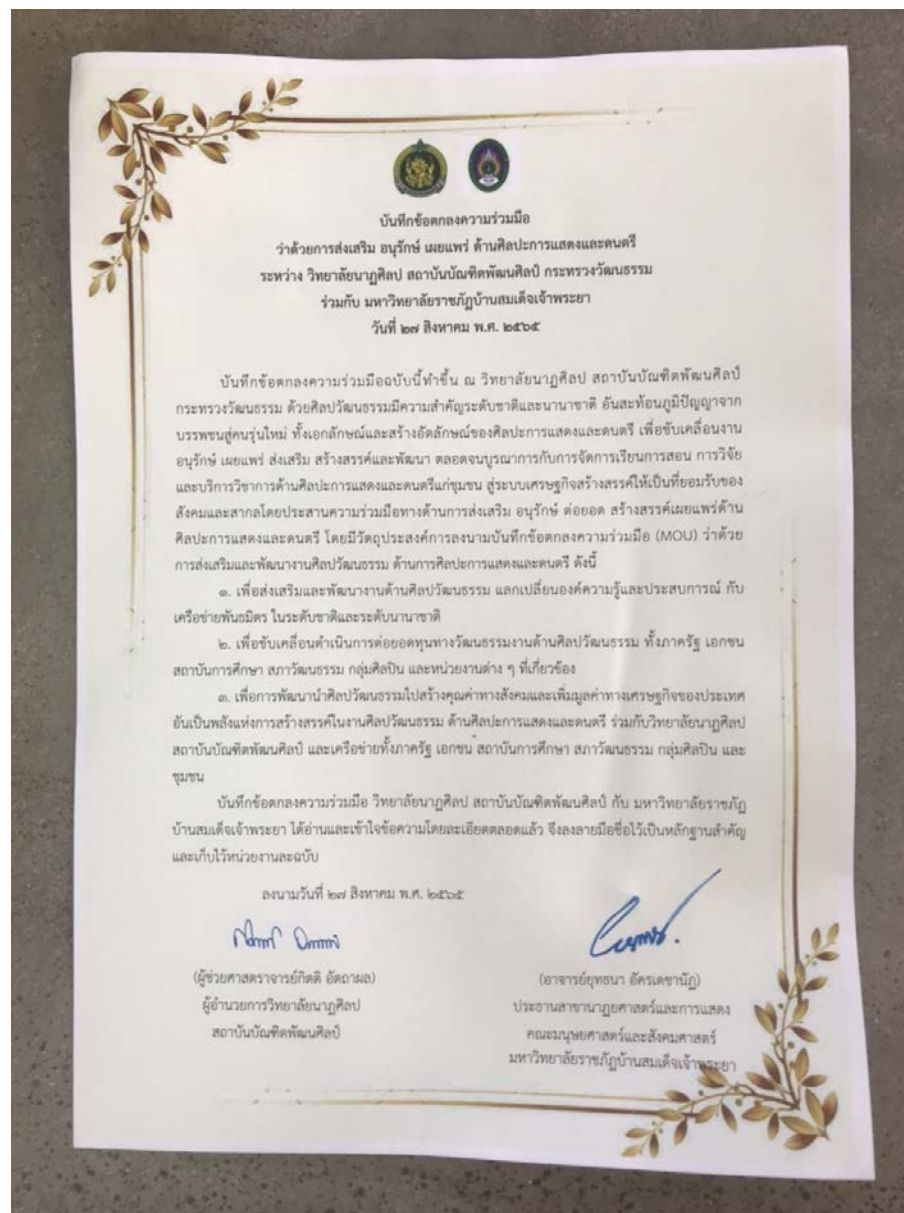 บันทึกข้อตกลงความร่วมมือ
ว่าด้วยการส่งเสริม อนุรักษ์ เผยแพร่ ด้านศิลปะการแสดงและดนตรี
ระหว่าง วิทยาลัยนาฏศิลป สถาบันบัณฑิตพัฒนศิลป์ กระทรวงวัฒนธรรม
ร่วมกับ มหาวิทยาลัยราชภัฏบ้านสมเด็จเจ้าพระยา
วันที่ ๒๗ สิงหาคม พ.ศ. ๒๕๖๕
บันทึกข้อตกลงความร่วมมือฉบับนี้ทำขึ้น ณ วิทยาลัยนาฏศิลป สถาบันบัณฑิตพัฒนศิลป์
กระทรวงวัฒนธรรม ด้วยศิลปวัฒนธรรมมีความสำคัญระดับชาติและนานาชาติ อันสะท้อนภูมิปัญญาจาก
บรรพชนสู่คนรุ่นใหม่ ทั้งเอกลักษณ์และสร้างอัตลักษณ์ของศิลปะการแสดงและดนตรี เพื่อขับเคลื่อนงาน
อนุรักษ์ เผยแพร่ ส่งเสริม สร้างสรรค์และพัฒนา ตลอดจนบูรณาการกับการจัดการเรียนการสอน การวิจัย
และบริการวิชาการด้านศิลปะการแสดงและดนตรีแก่ชุมชน สู่ระบบเศรษฐกิจสร้างสรรค์ให้เป็นที่ยอมรับของ
สังคมและสากลโดยประสานความร่วมมือทางด้านการส่งเสริม อนุรักษ์ ต่อยอด สร้างสรรค์เผยแพร่ด้าน
ศิลปะการแสดงและดนตรี โดยมีวัตถุประสงค์การลงนามบันทึกข้อตกลงความร่วมมือ (MOU) ว่าด้วย
การส่งเสริมและพัฒนางานศิลปวัฒนธรรม ด้านการศิลปะการแสดงและดนตรี ดังนี้
๑. เพื่อส่งเสริมและพัฒนางานด้านศิลปวัฒนธรรม แลกเปลี่ยนองค์ความรู้และประสบการณ์ กับ
เครือข่ายพันธมิตร ในระดับชาติและระดับนานาชาติ
๒. เพื่อขับเคลื่อนดำเนินการต่อยอดทุนทางวัฒนธรรมงานด้านศิลปวัฒนธรรม ทั้งภาครัฐ เอกชน
สถาบันการศึกษา สภาวัฒนธรรม กลุ่มศิลปิน และหน่วยงานต่าง ๆ ที่เกี่ยวข้อง
๓. เพื่อการพัฒนานำศิลปวัฒนธรรมไปสร้างคุณค่าทางสังคมและเพิ่มมูลค่าทางเศรษฐกิจของประเทศ
อันเป็นพลังแห่งการสร้างสรรค์ในงานศิลปวัฒนธรรม ด้านศิลปะการแสดงและดนตรี ร่วมกับวิทยาลัยนาฏศิลป
สถาบันบัณฑิตพัฒนศิลป์ และเครือข่ายทั้งภาครัฐ เอกชน สถาบันการศึกษา สภาวัฒนธรรม กลุ่มศิลปิน และ
ชุมชน
บันทึกข้อตกลงความร่วมมือ วิทยาลัยนาฏศิลป สถาบันบัณฑิตพัฒนศิลป์ กับ มหาวิทยาลัยราชภัฏ
บ้านสมเด็จเจ้าพระยา ได้อ่านและเข้าใจข้อความโดยละเอียดตลอดแล้ว จึงลงลายมือชื่อไว้เป็นหลักฐานสำคัญ
และเก็บไว้หน่วยงานละฉบับ
ลงนามวันที่ ๒๗ สิงหาคม พ.ศ. ๒๕๖๕
(ผู้ช่วยศาสตราจารย์กิตติ อัตถาผล)
ผู้อำนวยการวิทยาลัยนาฏศิลป
สถาบันบัณฑิตพัฒนศิลป์
(อาจารย์ยุทธนา อัครเดชานัฏ)
ประธานสาขานาฏยศาสตร์และการแสดง
คณะมนุษยศาสตร์และสังคมศาสตร์
มหาวิทยาลัยราชภัฏบ้านสมเด็จเจ้าพระยา